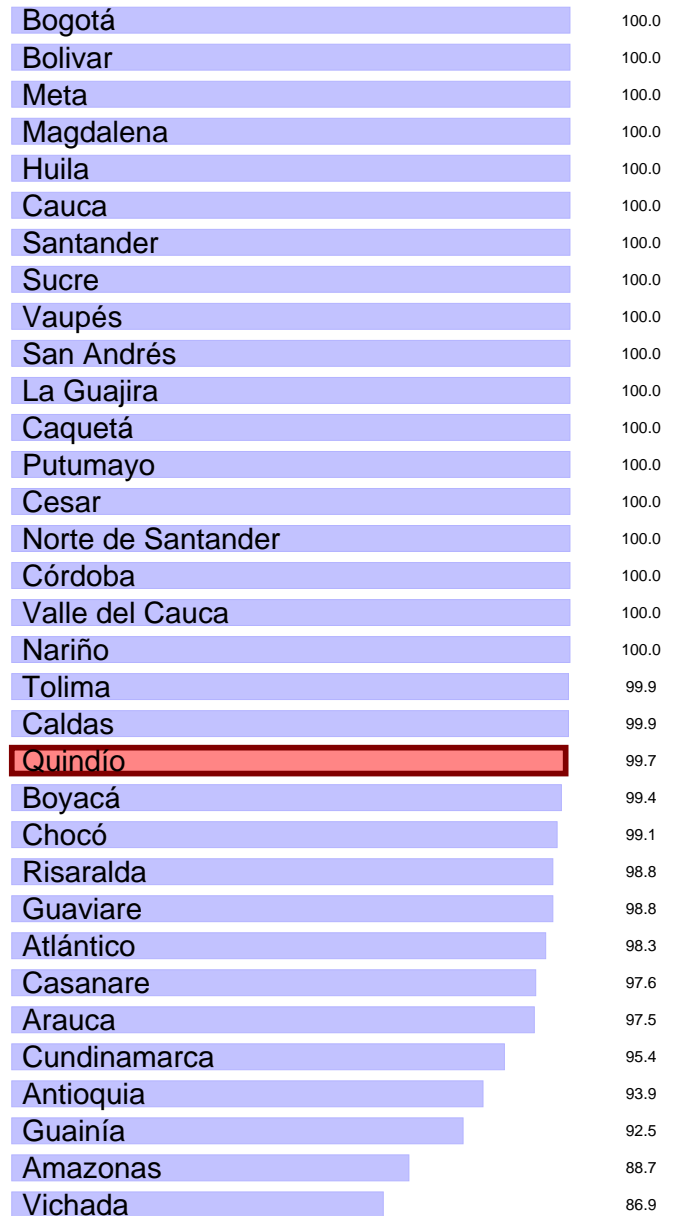 Bogotá 100.0
Bolivar 100.0
Meta 100.0
Magdalena 100.0
Huila 100.0
Cauca 100.0
Santander 100.0
Sucre 100.0
Vaupés 100.0
San Andrés 100.0
La Guajira 100.0
Caquetá 100.0
Putumayo 100.0
Cesar 100.0
Norte de Santander 100.0
Córdoba 100.0
Valle del Cauca 100.0
Nariño 100.0
Tolima 99.9
Caldas 99.9
Quindío 99.7
Boyacá 99.4
Chocó 99.1
Risaralda 98.8
Guaviare 98.8
Atlántico 98.3
Casanare 97.6
Arauca 97.5
Cundinamarca 95.4
Antioquia 93.9
Guainía 92.5
Amazonas 88.7
Vichada 86.9